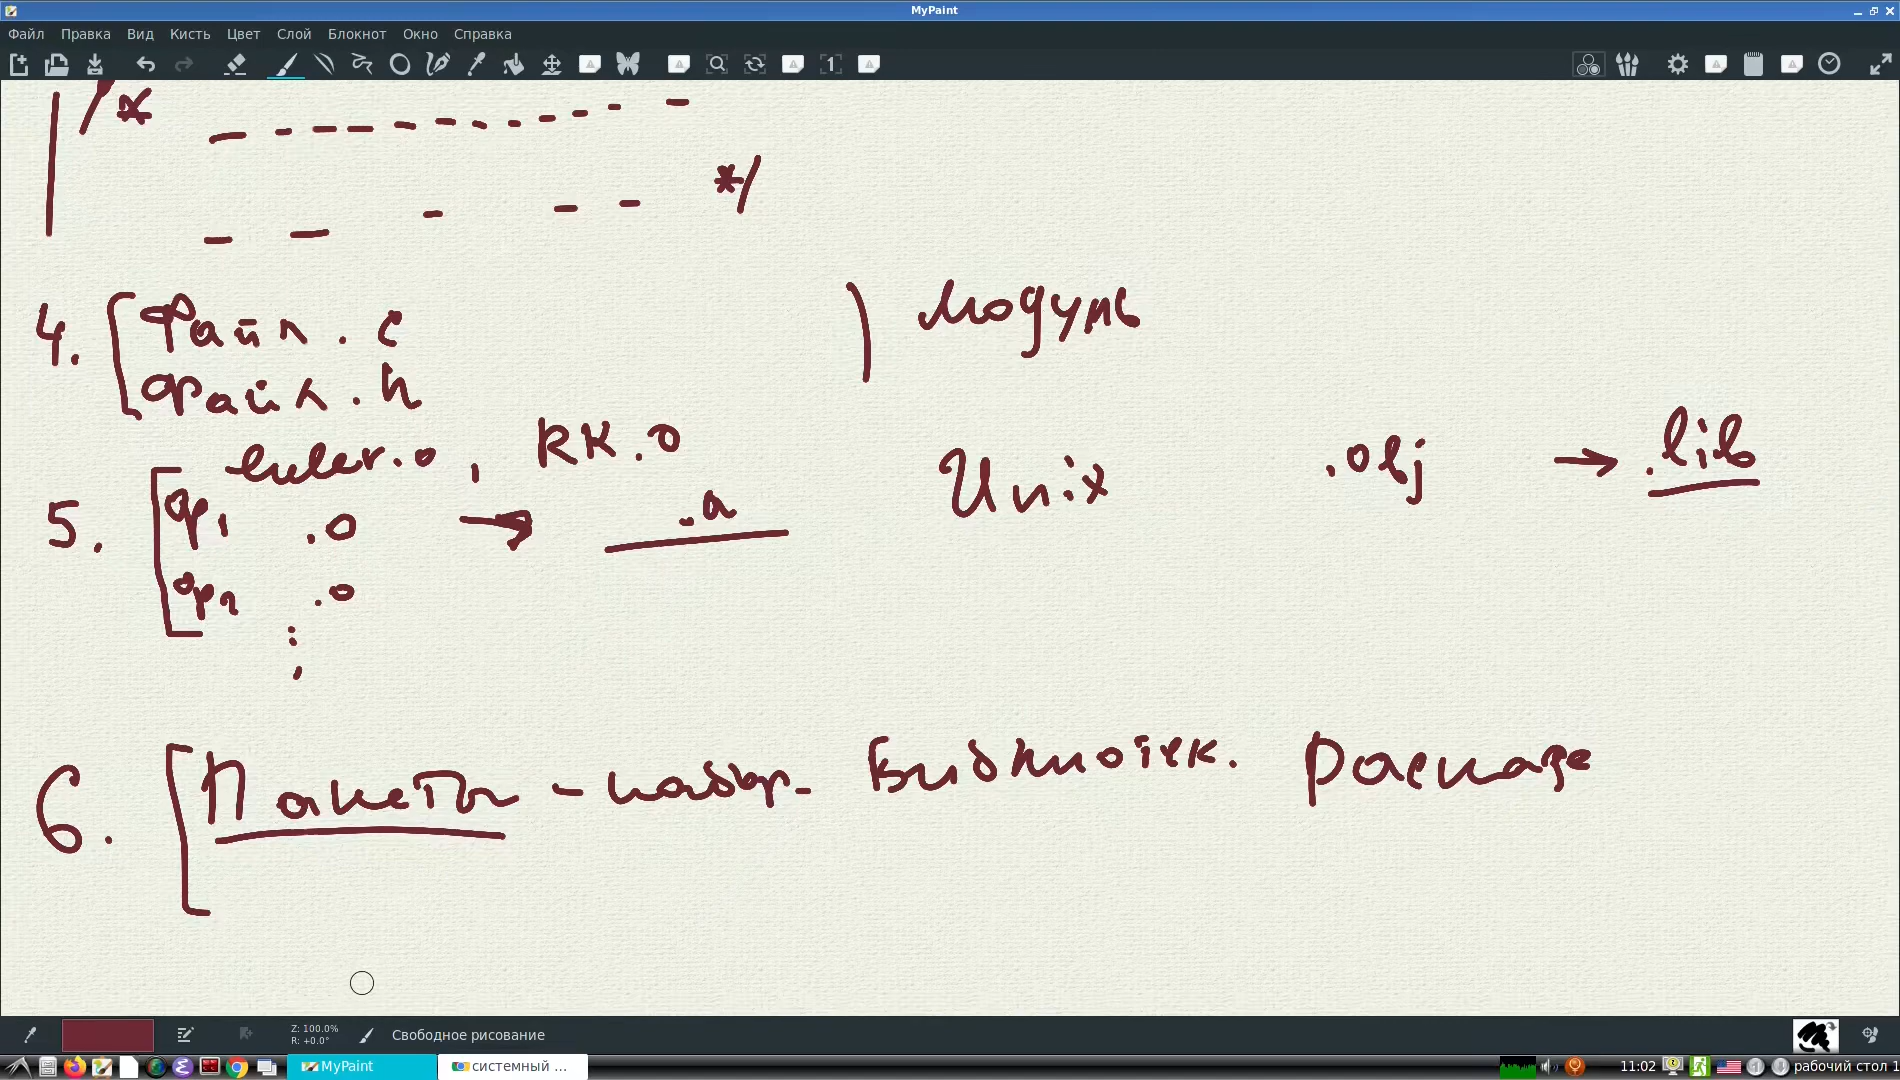 MyPaint
Файл Правка Вид Кисть Цвет Слой Блокнот Окно Справка
/*
*/
4. Файл.c ) модуль
Файл.h
euler.o, RK.o
5. ф1 .o → .a Unix .obj → .lib
ф2 .o
6. Пакеты - набор библиотек. package
Z: 100.0%
R: +0.0°
Свободное рисование
MyPaint системный ... 11:02 рабочий стол 1